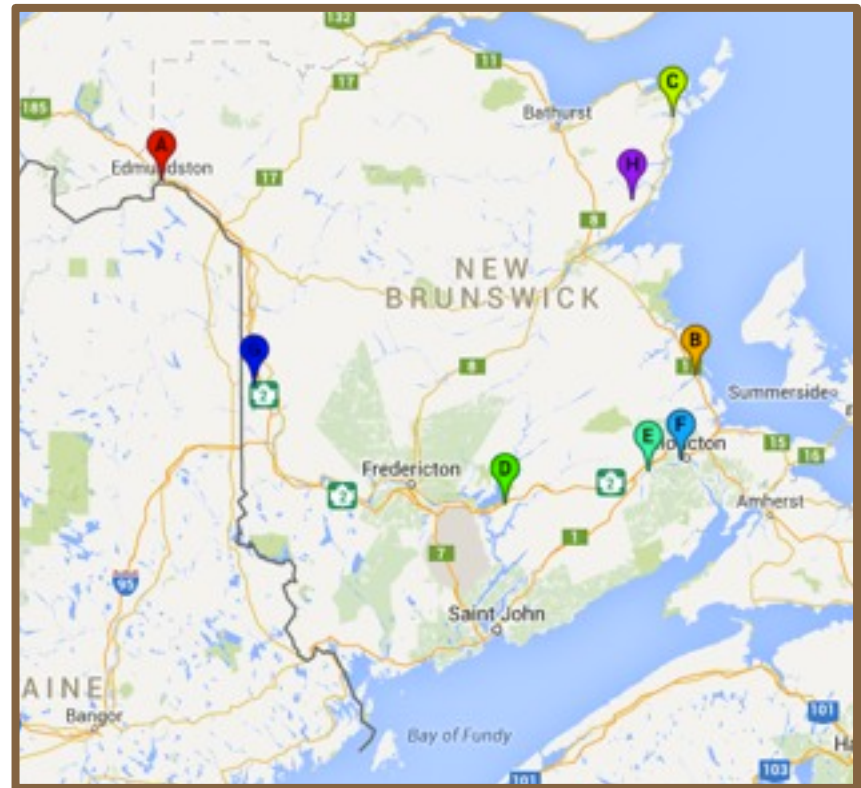 132
11
17
C
185
Bathurst
A
Edmundston
H
17
8
NEW
BRUNSWICK
B
G
8
Summerside
2
E
F
15
D
16
Fredericton
2
2
Amherst
1
7
95
Saint John
AINE
Bangor
101
Bay of Fundy
Ha
103
101